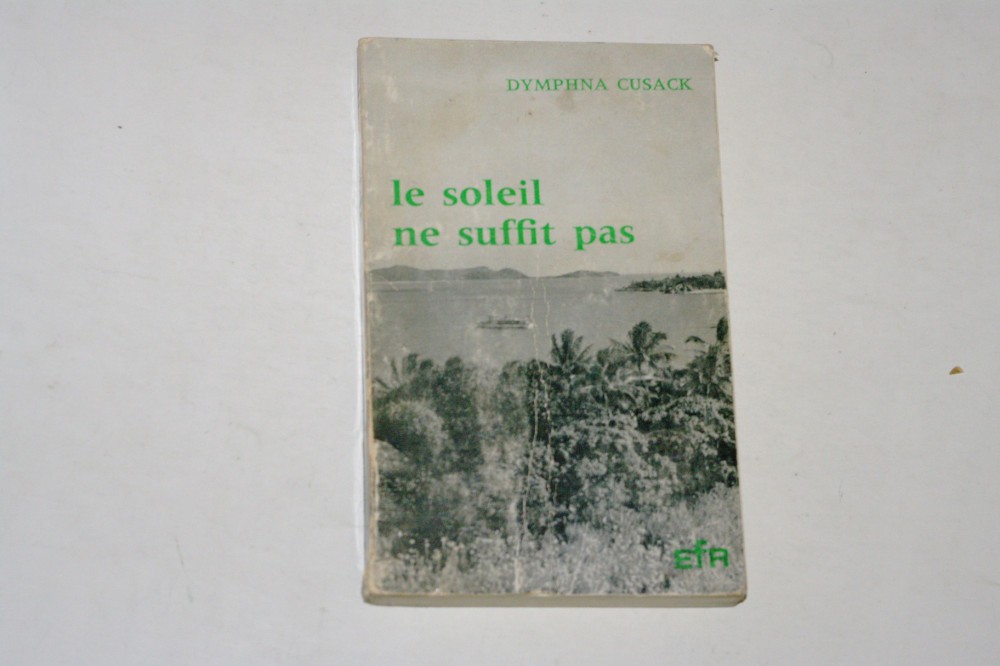 DYMPHNA CUSACK
le soleil
ne suffit pas
EfR